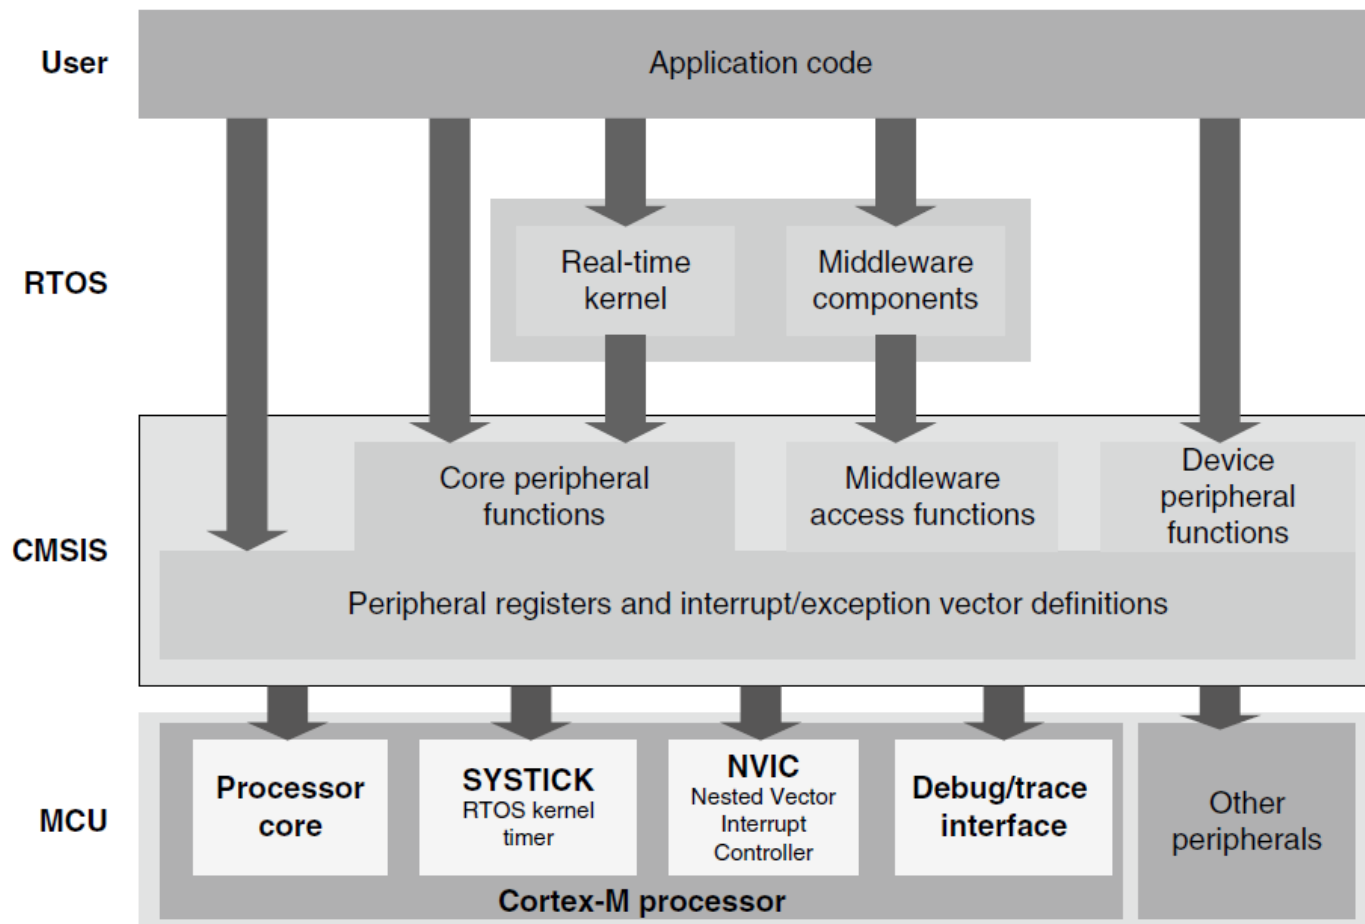 User
Application code
RTOS
Real-time
kernel
Middleware
components
CMSIS
Core peripheral
functions
Middleware
access functions
Device
peripheral
functions
Peripheral registers and interrupt/exception vector definitions
MCU
Processor
core
SYSTICK
RTOS kernel
timer
NVIC
Nested Vector
Interrupt
Controller
Debug/trace
interface
Other
peripherals
Cortex-M processor